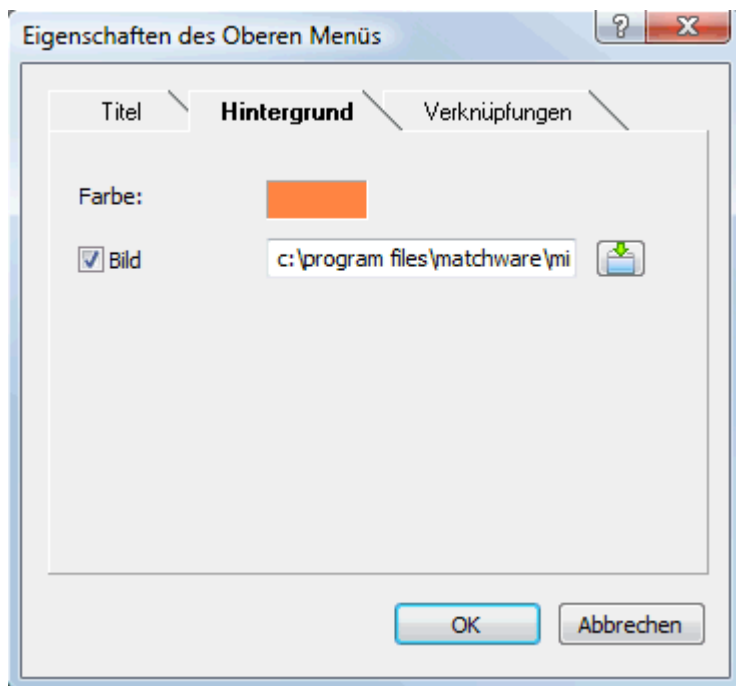 Eigenschaften des Oberen Menüs
Titel Hintergrund Verknüpfungen
Farbe:
Bild c:\program files\matchware\mi
OK Abbrechen